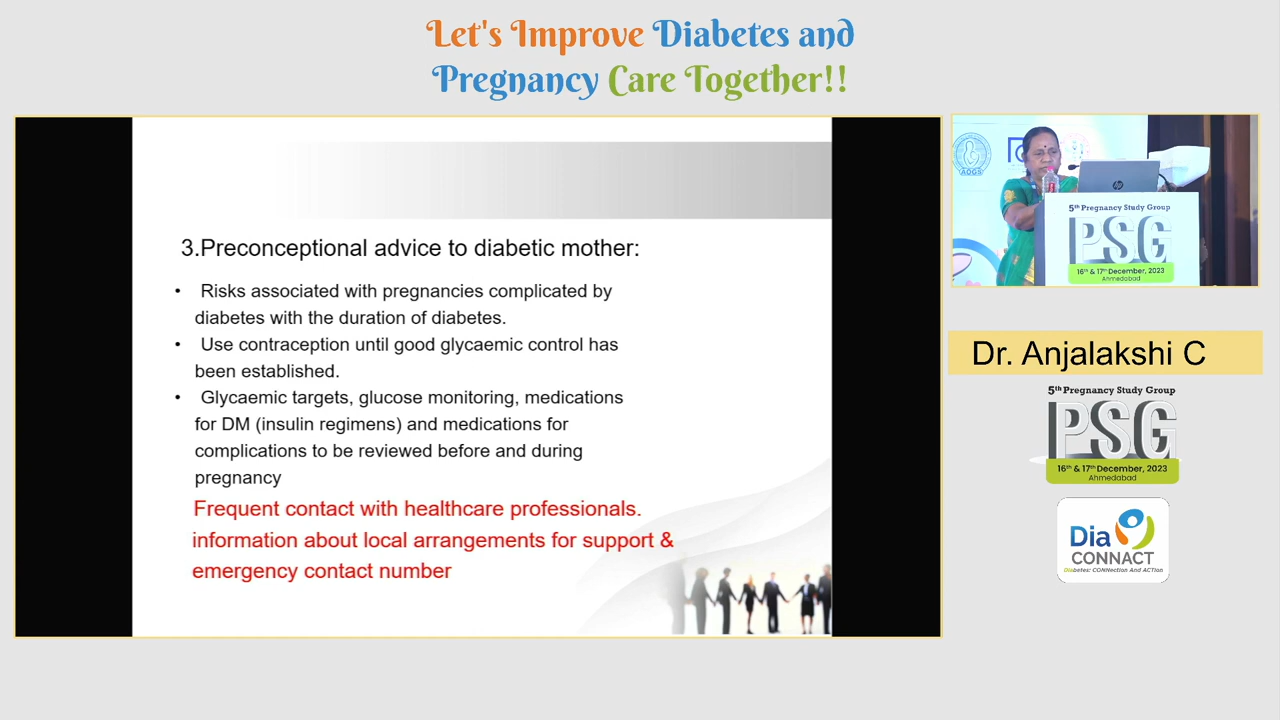 Let's Improve Diabetes and
Pregnancy Care Together!!
3.Preconceptional advice to diabetic mother:
• Risks associated with pregnancies complicated by
diabetes with the duration of diabetes.
• Use contraception until good glycaemic control has
been established.
• Glycaemic targets, glucose monitoring, medications
for DM (insulin regimens) and medications for
complications to be reviewed before and during
pregnancy
Frequent contact with healthcare professionals.
information about local arrangements for support &
emergency contact number
AOGS
hp
5th Pregnancy Study Group
PSG
16th & 17th December, 2023
Ahmedabad
Dr. Anjalakshi C
5th Pregnancy Study Group
PSG
16th & 17th December, 2023
Ahmedabad
Dia
CONNACT
Diabetes: CONNection And ACTion